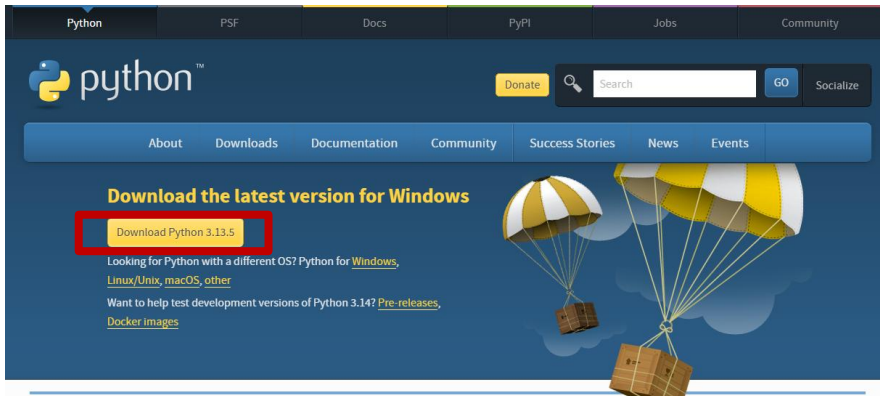 Python PSF Docs PyPI Jobs Community
python™ Donate Search GO Socialize
About Downloads Documentation Community Success Stories News Events
Download the latest version for Windows
Download Python 3.13.5
Looking for Python with a different OS? Python for Windows,
Linux/Unix, macOS, other
Want to help test development versions of Python 3.14? Pre-releases,
Docker images